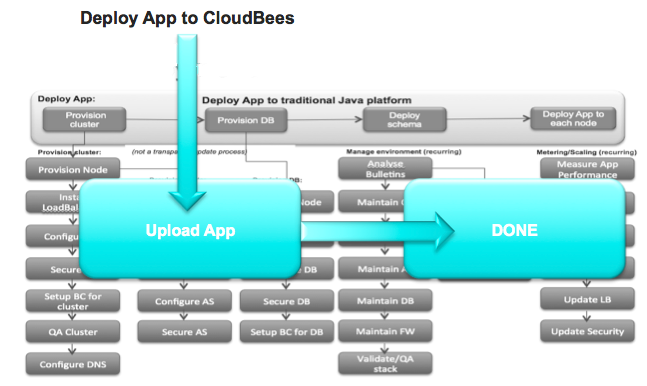 Deploy App to CloudBees
Deploy App:
Deploy App to traditional Java platform
Provision
cluster
Provision DB
Deploy
schema
Deploy App to
each node
Provision cluster:
(not a
update process)
Manage environment (recurring)
Metering/Scaling (recurring)
Provision Node
Analyse
Bulletins
Measure App
Performance
Maintain
Upload App
DONE
Secure
DB
Maintain
Setup BC for
cluster
Configure AS
Secure DB
Maintain DB
Update LB
QA Cluster
Secure AS
Setup BC for DB
Maintain FW
Update Security
Configure DNS
Validate/QA
stack